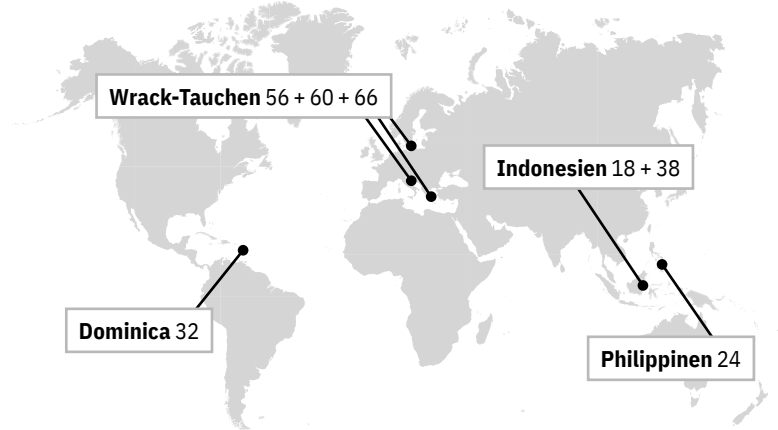 Wrack-Tauchen 56 + 60 + 66
Indonesien 18 + 38
Dominica 32
Philippinen 24